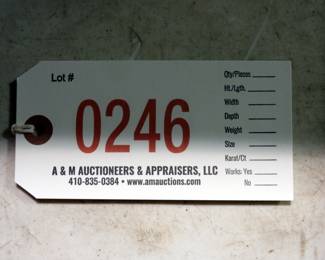 Lot #
0246
A & M AUCTIONEERS & APPRAISERS, LLC
410-835-0384 • www.amauctions.com
Qty/Pieces
Ht./Lgth.
Width
Depth
Weight
Size
Karat/Ct
Works: Yes
No